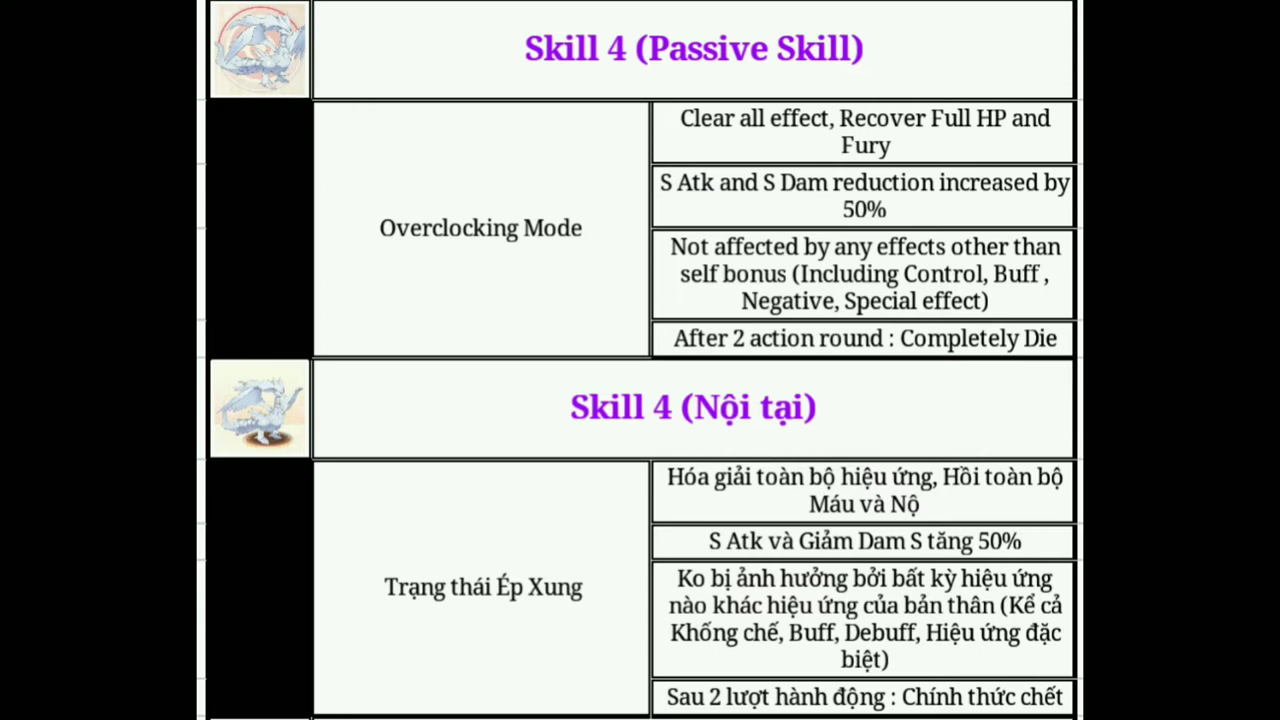 Skill 4 (Passive Skill)
Overclocking Mode
Clear all effect, Recover Full HP and
Fury
S Atk and S Dam reduction increased by
50%
Not affected by any effects other than
self bonus (Including Control, Buff ,
Negative, Special effect)
After 2 action round : Completely Die
Skill 4 (Nội tại)
Trạng thái Ép Xung
Hóa giải toàn bộ hiệu ứng, Hồi toàn bộ
Máu và Nộ
S Atk và Giảm Dam S tăng 50%
Ko bị ảnh hưởng bởi bất kỳ hiệu ứng
nào khác hiệu ứng của bản thân (Kể cả
Khống chế, Buff, Debuff, Hiệu ứng đặc
biệt)
Sau 2 lượt hành động : Chính thức chết